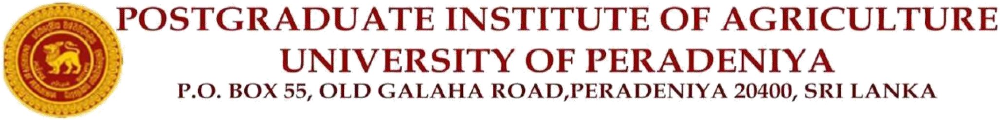 POSTGRADUATE INSTITUTE OF AGRICULTURE
UNIVERSITY OF PERADENIYA
P.O. BOX 55, OLD GALAHA ROAD,PERADENIYA 20400, SRI LANKA